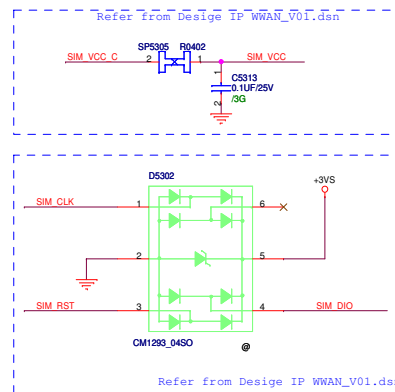 Refer from Desige IP WWAN_V01.dsn
SP5305 R0402
SIM_VCC_C 2 1 SIM_VCC
1
C5313
0.1UF/25V
/3G
2
D5302
+3VS
SIM_CLK 1 6
2 5
SIM_RST 3 4 SIM_DIO
CM1293_04SO @
Refer from Desige IP WWAN_V01.dsn